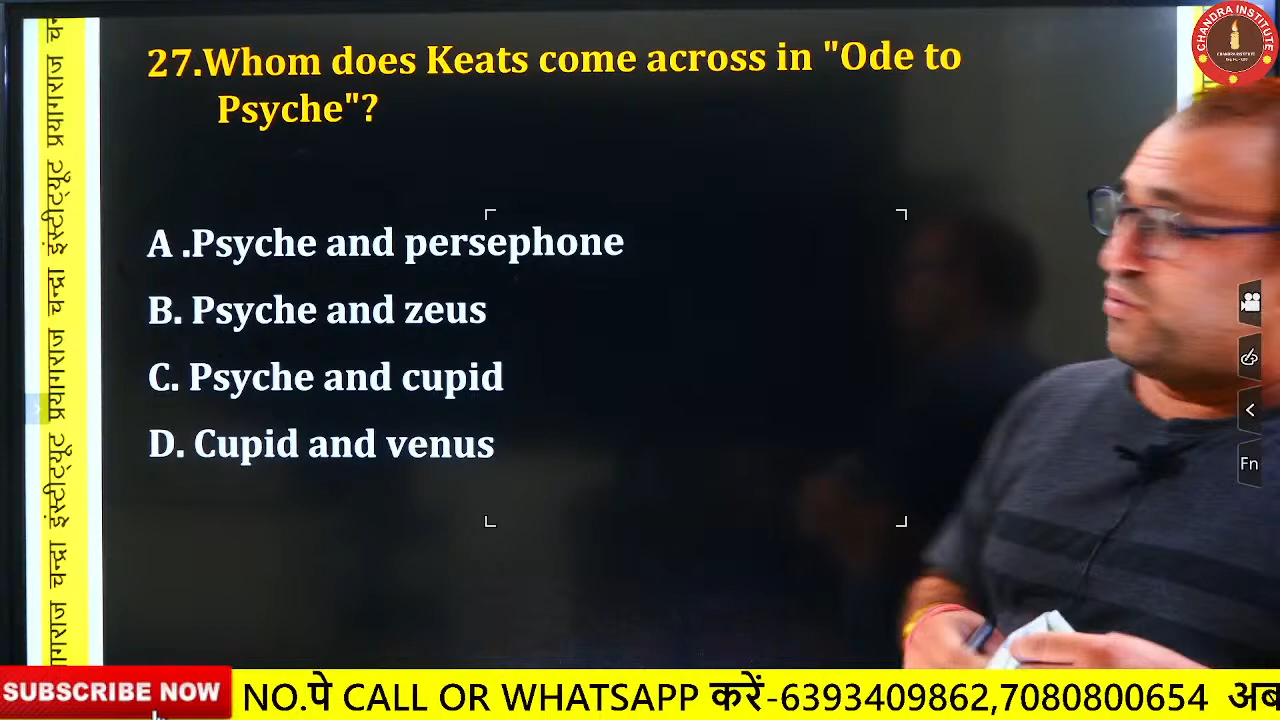 27.Whom does Keats come across in "Ode to
Psyche"?
A .Psyche and persephone
B. Psyche and zeus
C. Psyche and cupid
D. Cupid and venus
चन्द्रा इंस्टीट्यूट प्रयागराज चन्द्रा इंस्टीट्यूट प्रयागराज
CHANDRA INSTITUTE
Fn
SUBSCRIBE NOW
NO.पे CALL OR WHATSAPP करें-6393409862,7080800654 अब